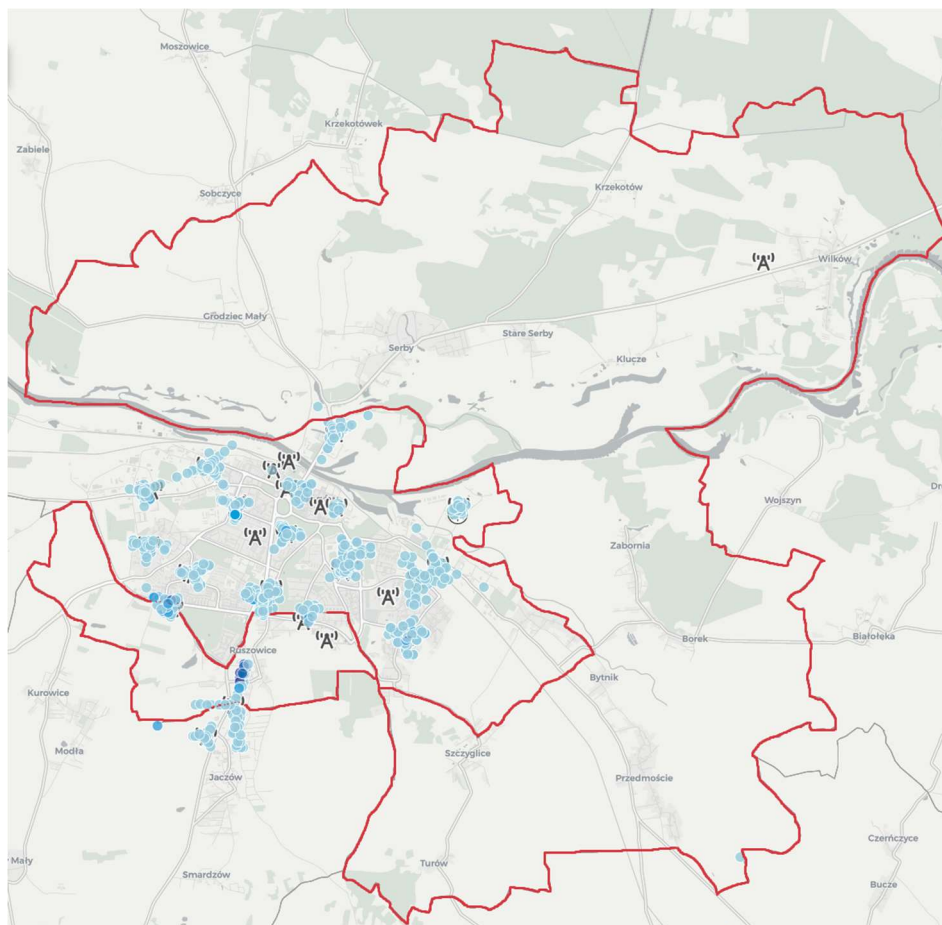 Moszowice
Krzekotówek
Zabiele
Sobczyce
Krzekotów
Wilków
Grodziec Mały
Stare Serby
Serby
Klucze
Wojszyn
Zabornia
Borek
Białołęka
Ruszowice
Bytnik
Kurowice
Modła
Szczyglice
Jaczów
Przedmoście
Czerńczyce
Mały
Turów
Smardzów
Bucze